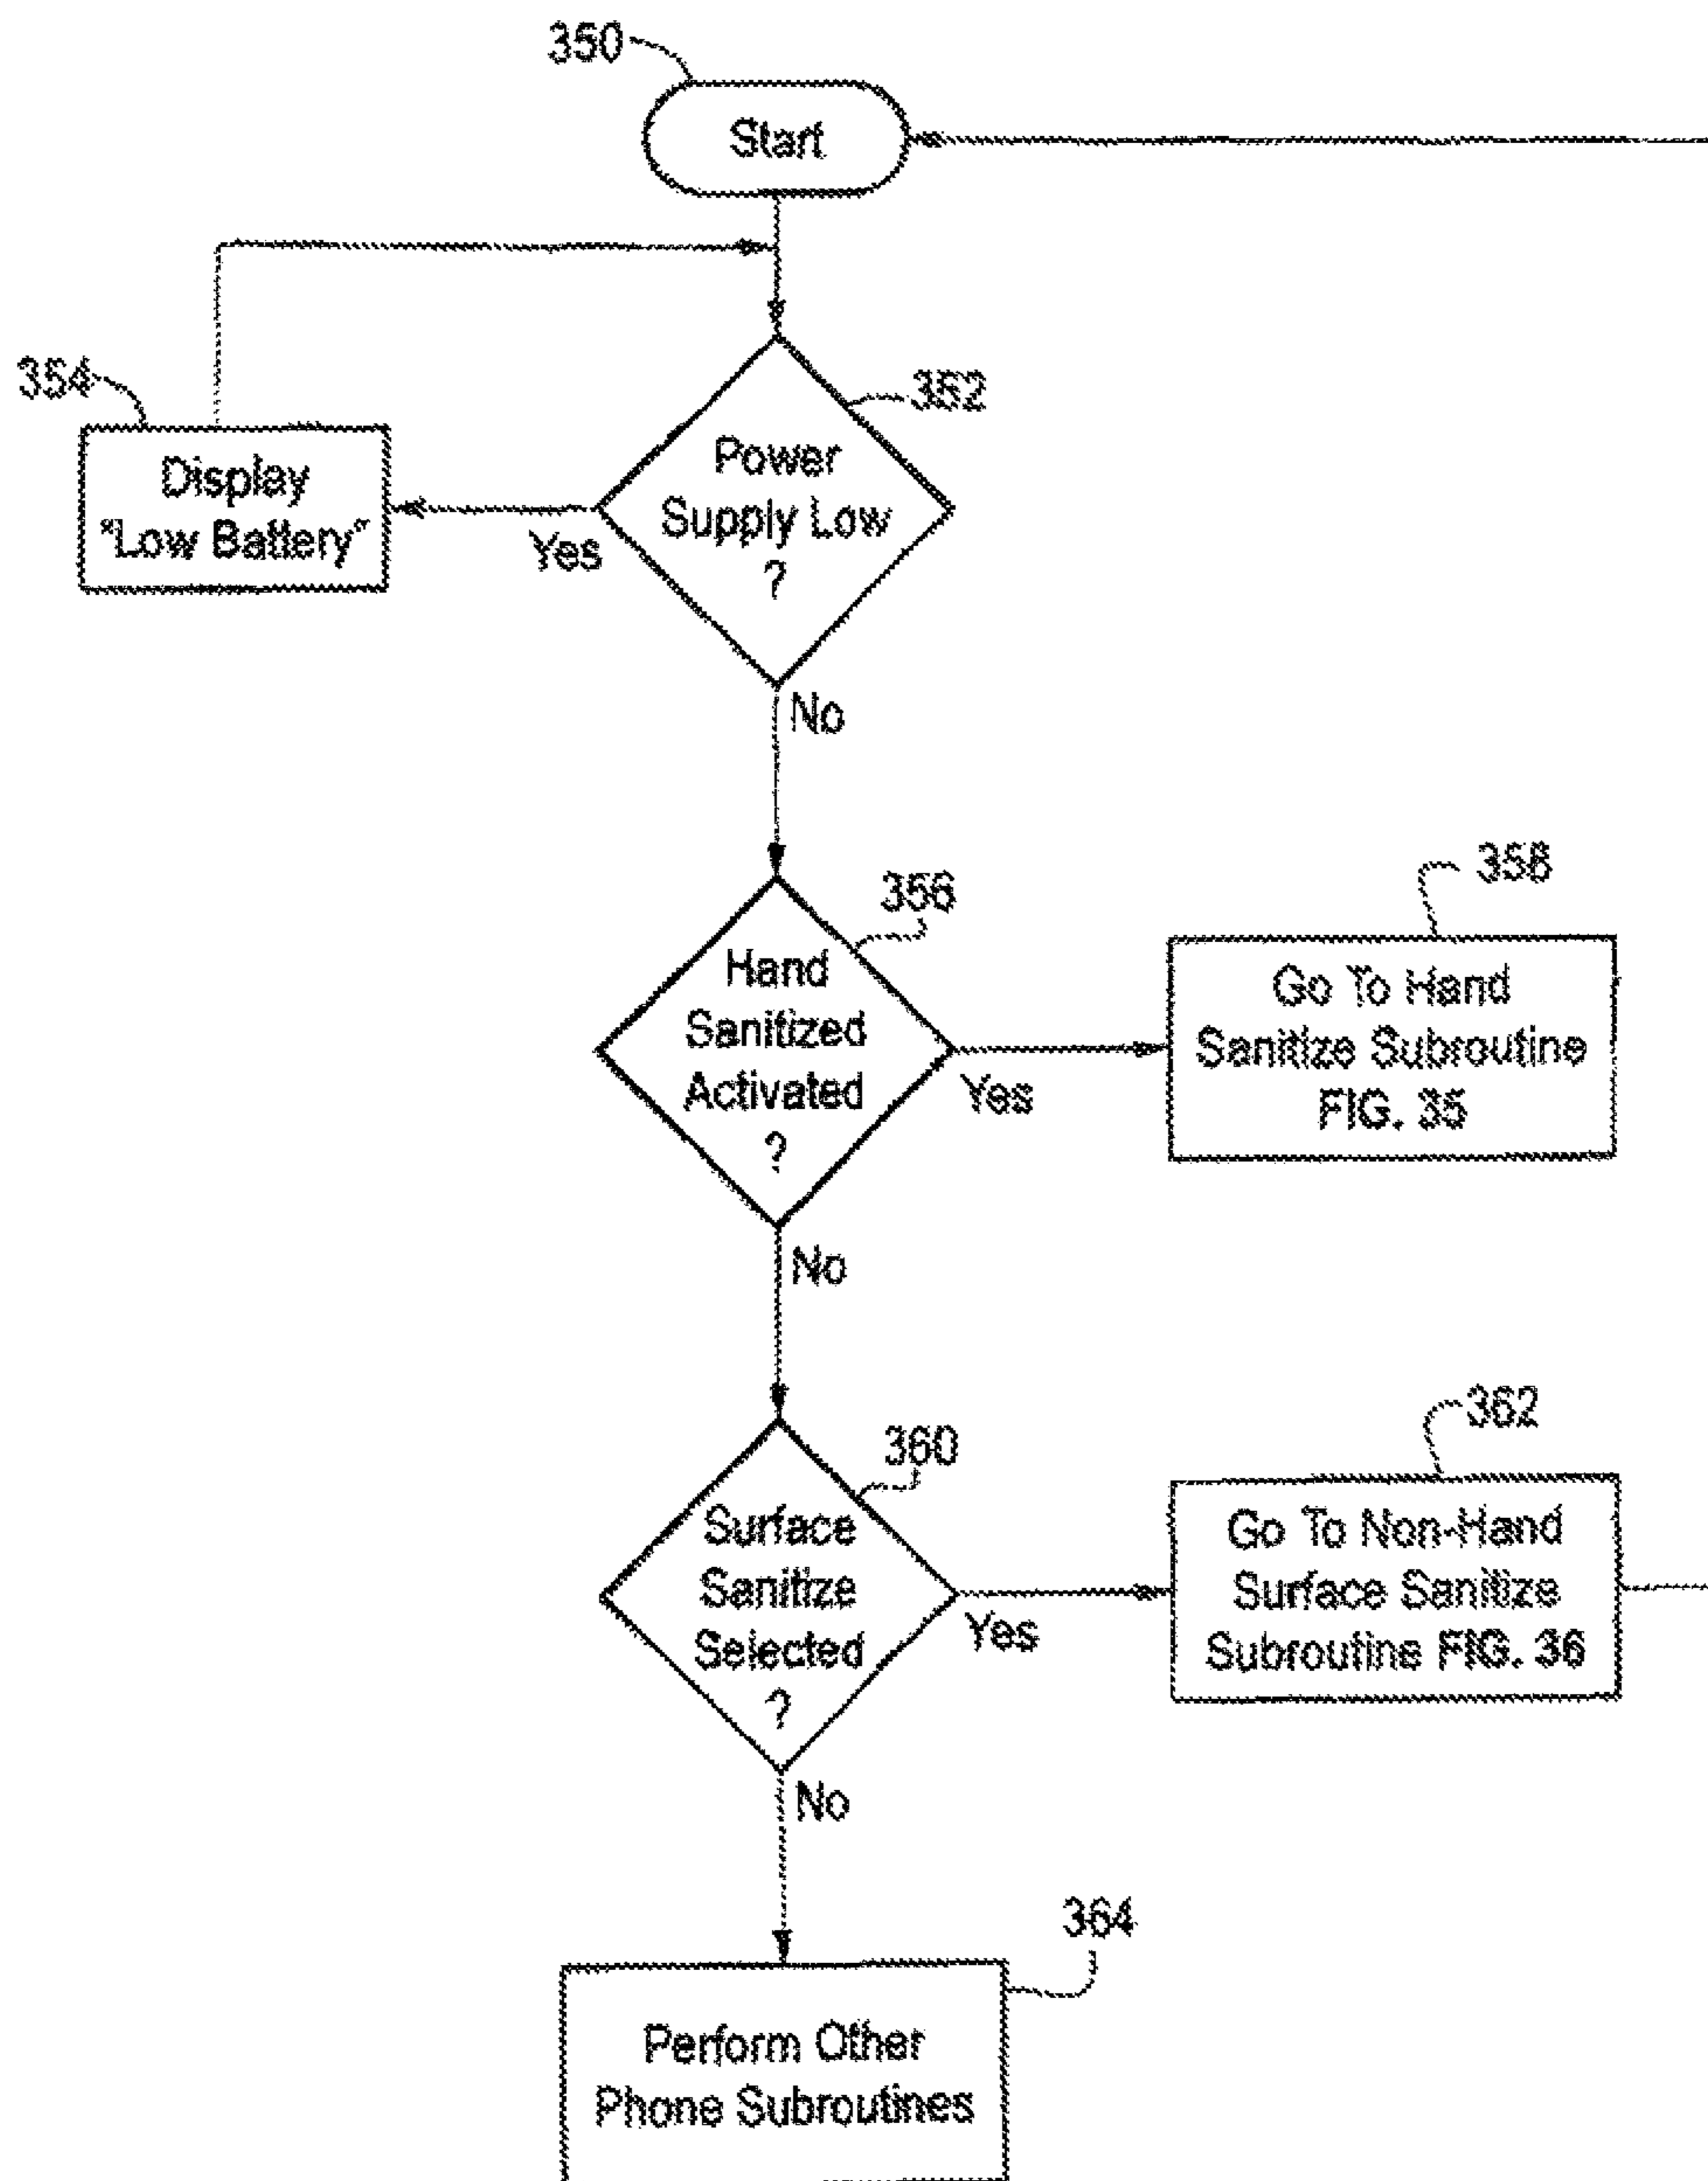 350
Start
354
352
Display
"Low Battery"
Power
Supply Low
?
Yes
No
356
358
Hand
Sanitized
Activated
?
Go To Hand
Sanitize Subroutine
FIG. 35
Yes
No
360
362
Surface
Sanitize
Selected
?
Go To Non-Hand
Surface Sanitize
Subroutine FIG. 36
Yes
No
364
Perform Other
Phone Subroutines